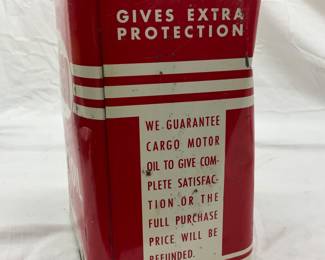 GIVES EXTRA
PROTECTION
WE GUARANTEE
CARGO MOTOR
OIL TO GIVE COM-
PLETE SATISFAC-
TION OR THE
FULL PURCHASE
PRICE WILL BE
REFUNDED.